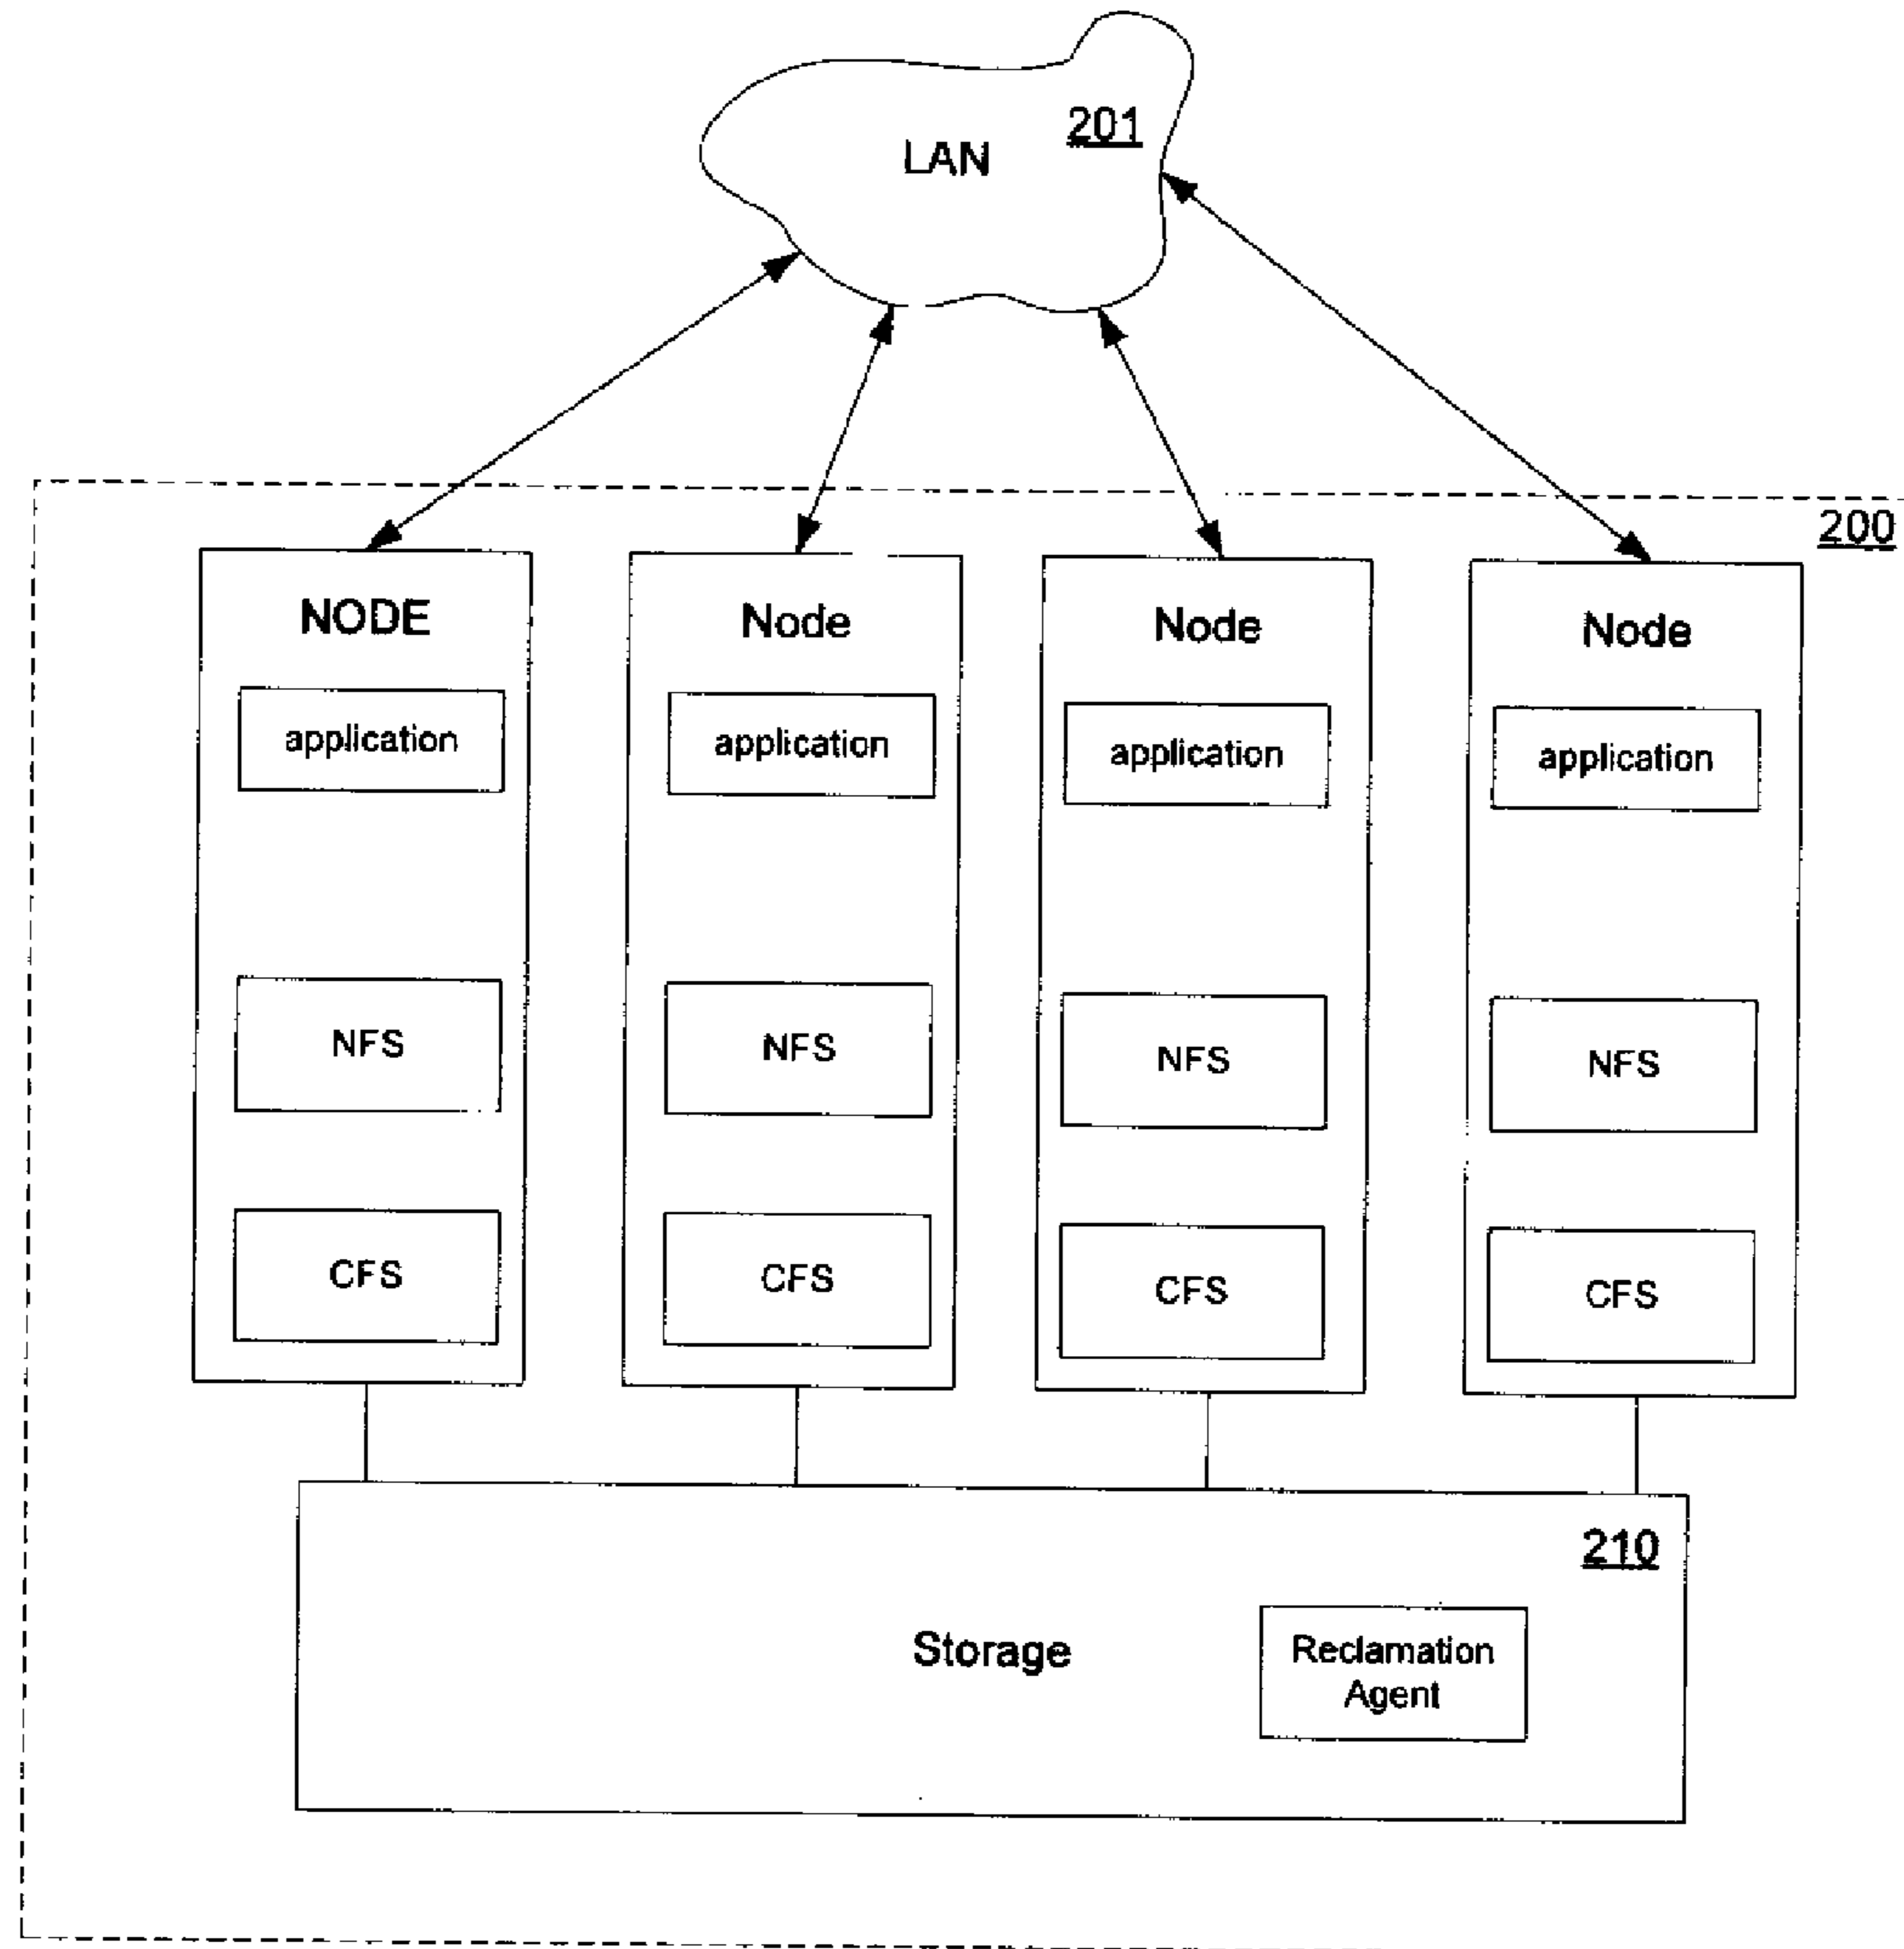 LAN
201
200
NODE
Node
Node
Node
application
application
application
application
NFS
NFS
NFS
NFS
CFS
CFS
CFS
CFS
210
Storage
Reclamation
Agent